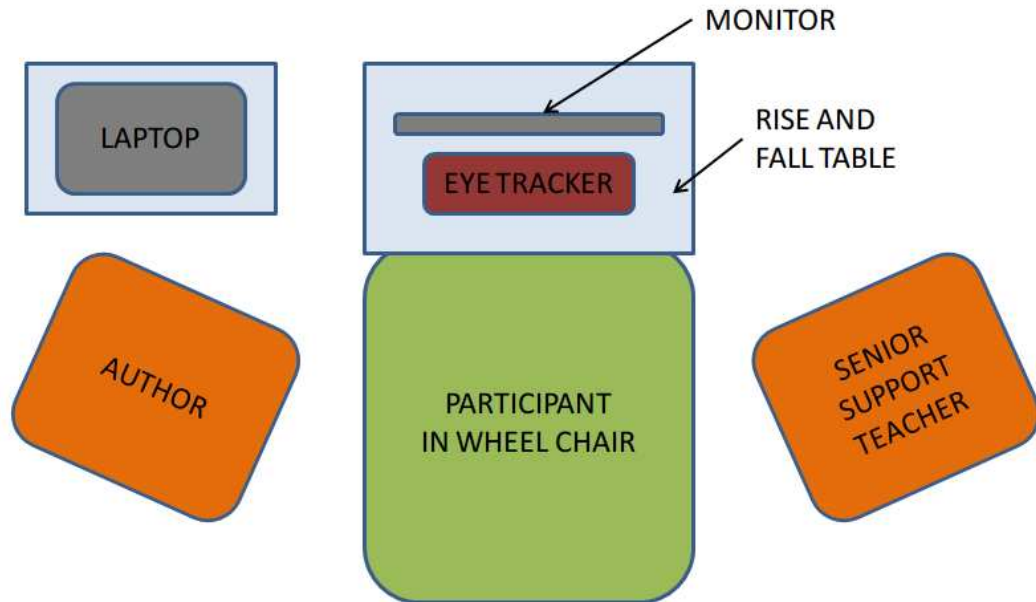 MONITOR
LAPTOP
RISE AND
FALL TABLE
EYE TRACKER
AUTHOR
PARTICIPANT
IN WHEEL CHAIR
SENIOR
SUPPORT
TEACHER